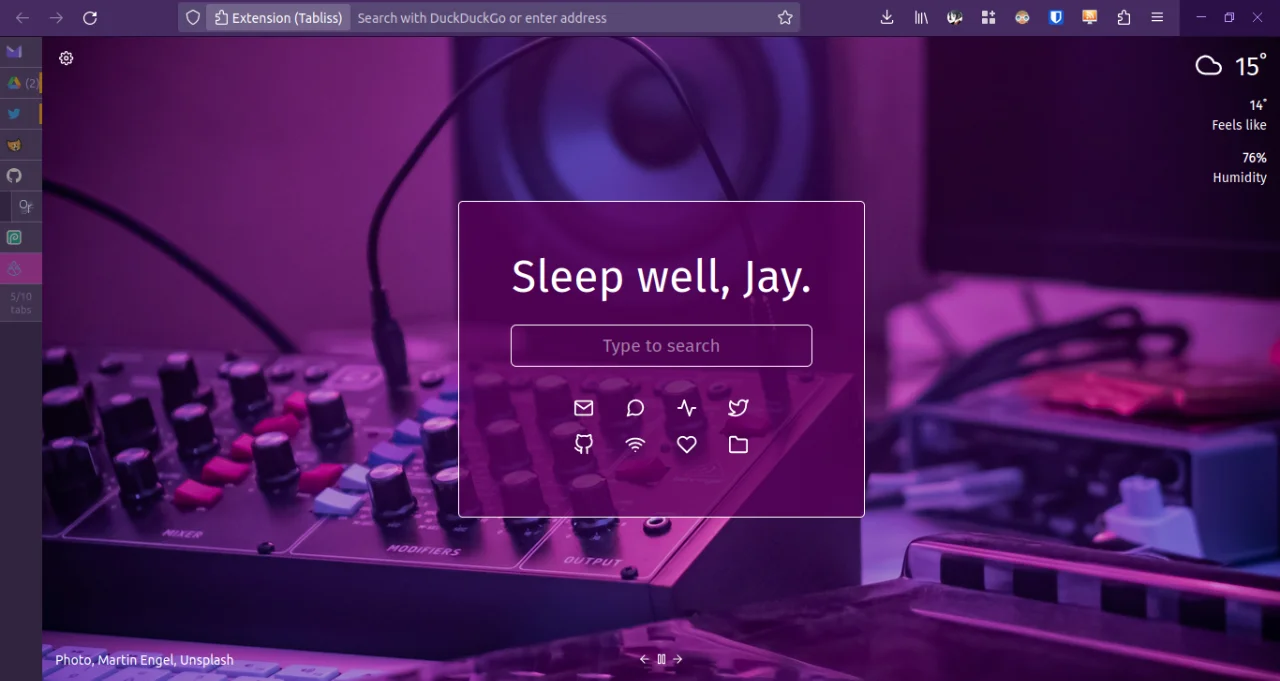 Extension (Tabliss)
Search with DuckDuckGo or enter address
(2)
5/10
tabs
15°
14°
Feels like
76%
Humidity
Sleep well, Jay.
Type to search
MIXER
MODIFIERS
OUTPUT
Photo, Martin Engel, Unsplash